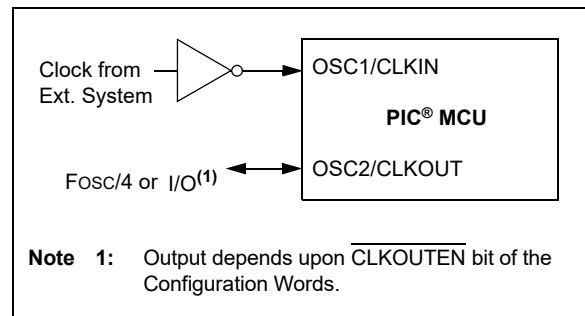 Clock from
Ext. System
OSC1/CLKIN
PIC® MCU
FOSC/4 or I/O(1)
OSC2/CLKOUT
Note 1: Output depends upon CLKOUTEN bit of the
Configuration Words.